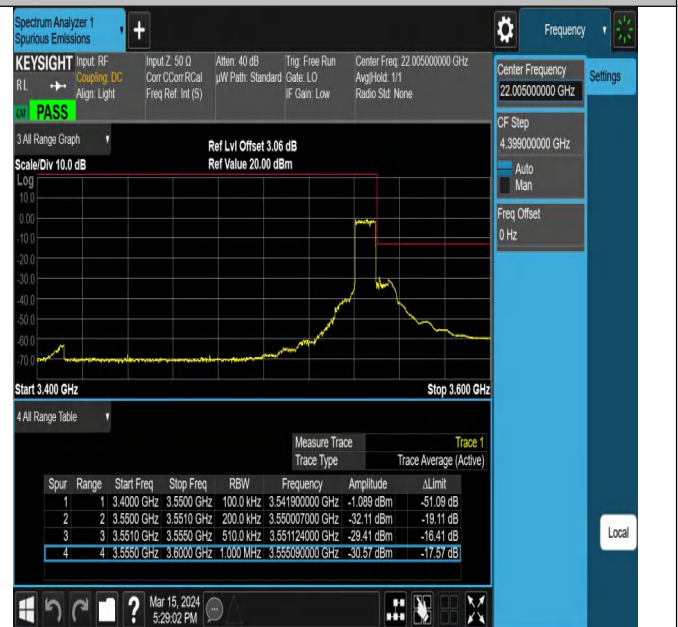 Spectrum Analyzer 1
Spurious Emissions
+
Frequency
KEYSIGHT Input: RF Input Z: 50 Ω Atten: 40 dB Trig: Free Run Center Freq: 22.005000000 GHz
RL Coupling: DC Corr CCorr RCal µW Path: Standard Gate: LO Avg|Hold: 1/1
Align: Light Freq Ref: Int (S) IF Gain: Low Radio Std: None
PASS
Center Frequency
22.005000000 GHz
Settings
CF Step
4.399000000 GHz
Auto
Man
Freq Offset
0 Hz
Local
3 All Range Graph
Ref Lvl Offset 3.06 dB
Scale/Div 10.0 dB Ref Value 20.00 dBm
Log
10.0
0.00
-10.0
-20.0
-30.0
-40.0
-50.0
-60.0
-70.0
Start 3.400 GHz Stop 3.600 GHz
4 All Range Table
Measure Trace Trace 1
Trace Type Trace Average (Active)
Spur Range Start Freq Stop Freq RBW Frequency Amplitude ΔLimit
1 1 3.4000 GHz 3.5500 GHz 100.0 kHz 3.541900000 GHz -1.089 dBm -51.09 dB
2 2 3.5500 GHz 3.5510 GHz 200.0 kHz 3.550007000 GHz -32.11 dBm -19.11 dB
3 3 3.5510 GHz 3.5550 GHz 510.0 kHz 3.551124000 GHz -29.41 dBm -16.41 dB
4 4 3.5550 GHz 3.6000 GHz 1.000 MHz 3.555090000 GHz -30.57 dBm -17.57 dB
?
Mar 15, 2024
5:29:02 PM